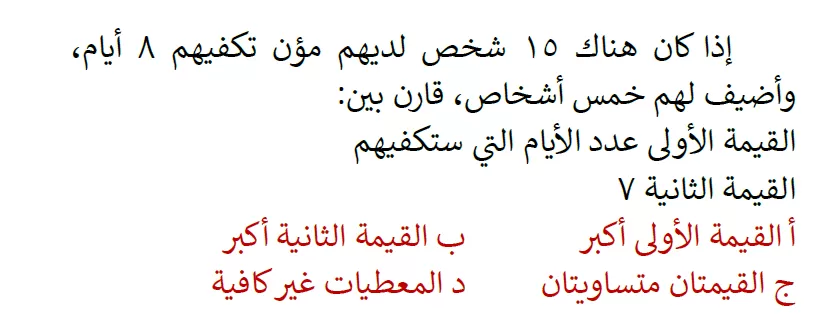 إذا كان هناك ١٥ شخص لديهم مؤن تكفيهم ٨ أيام،
وأضيف لهم خمس أشخاص، قارن بين:
القيمة الأولى عدد الأيام التي ستكفيهم
القيمة الثانية ٧
أ القيمة الأولى أكبر ب القيمة الثانية أكبر
ج القيمتان متساويتان د المعطيات غير كافية